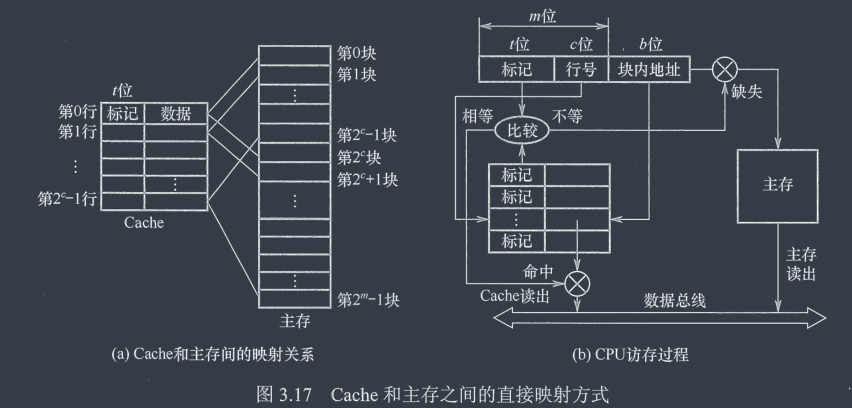 t位
第0行
标记
数据
第1行
⋮
⋮
第2ᶜ−1行
Cache
第0块
第1块
⋮
第2ᶜ−1块
第2ᶜ块
第2ᶜ+1块
⋮
⋮
第2ᵐ−1块
主存
(a) Cache和主存间的映射关系
m位
t位
c位
b位
标记
行号
块内地址
缺失
相等
比较
不等
标记
标记
⋮
标记
主存
命中
Cache读出
主存
读出
数据总线
(b) CPU访存过程
图 3.17 Cache 和主存之间的直接映射方式